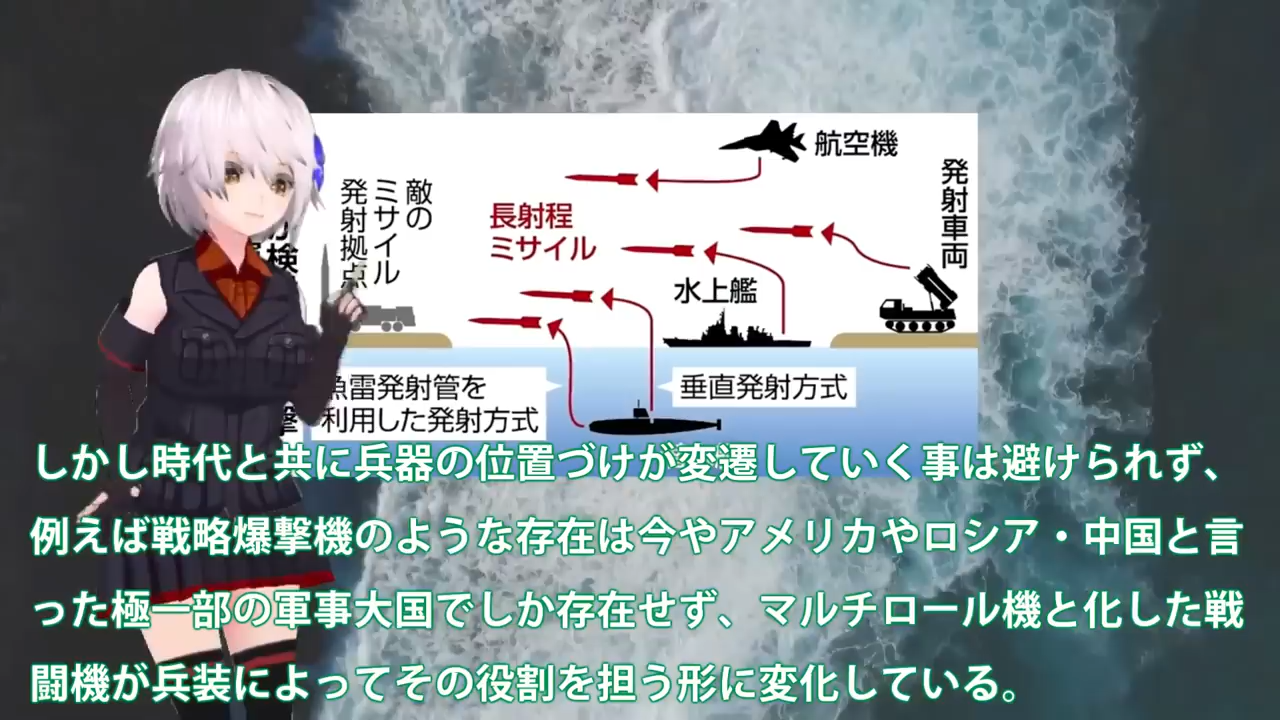 航空機
発射車両
敵の
ミサイル
発射拠点
長射程
ミサイル
水上艦
垂直発射方式
雷発射管を
利用した発射方式
検
撃
しかし時代と共に兵器の位置づけが変遷していく事は避けられず、
例えば戦略爆撃機のような存在は今やアメリカやロシア・中国と言
った極一部の軍事大国でしか存在せず、マルチロール機と化した戦
闘機が兵装によってその役割を担う形に変化している。